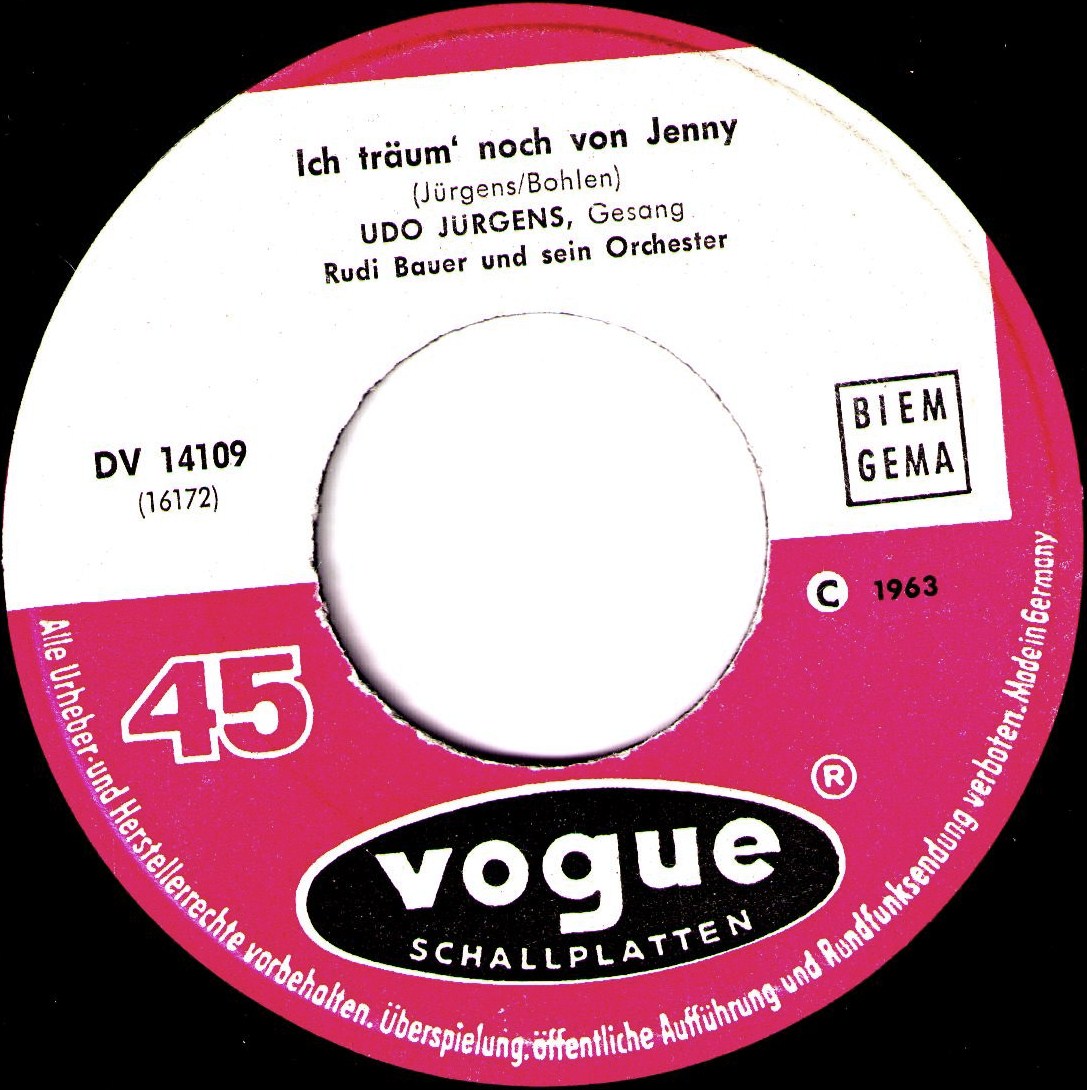 Ich träum' noch von Jenny
(Jürgens/Bohlen)
UDO JÜRGENS, Gesang
Rudi Bauer und sein Orchester
DV 14109
(16172)
BIEM
GEMA
C 1963
45
®
vogue
SCHALLPLATTEN
Alle Urheber- und Herstellerrechte vorbehalten. Überspielung, öffentliche Aufführung und Rundfunksendung verboten. Made in Germany